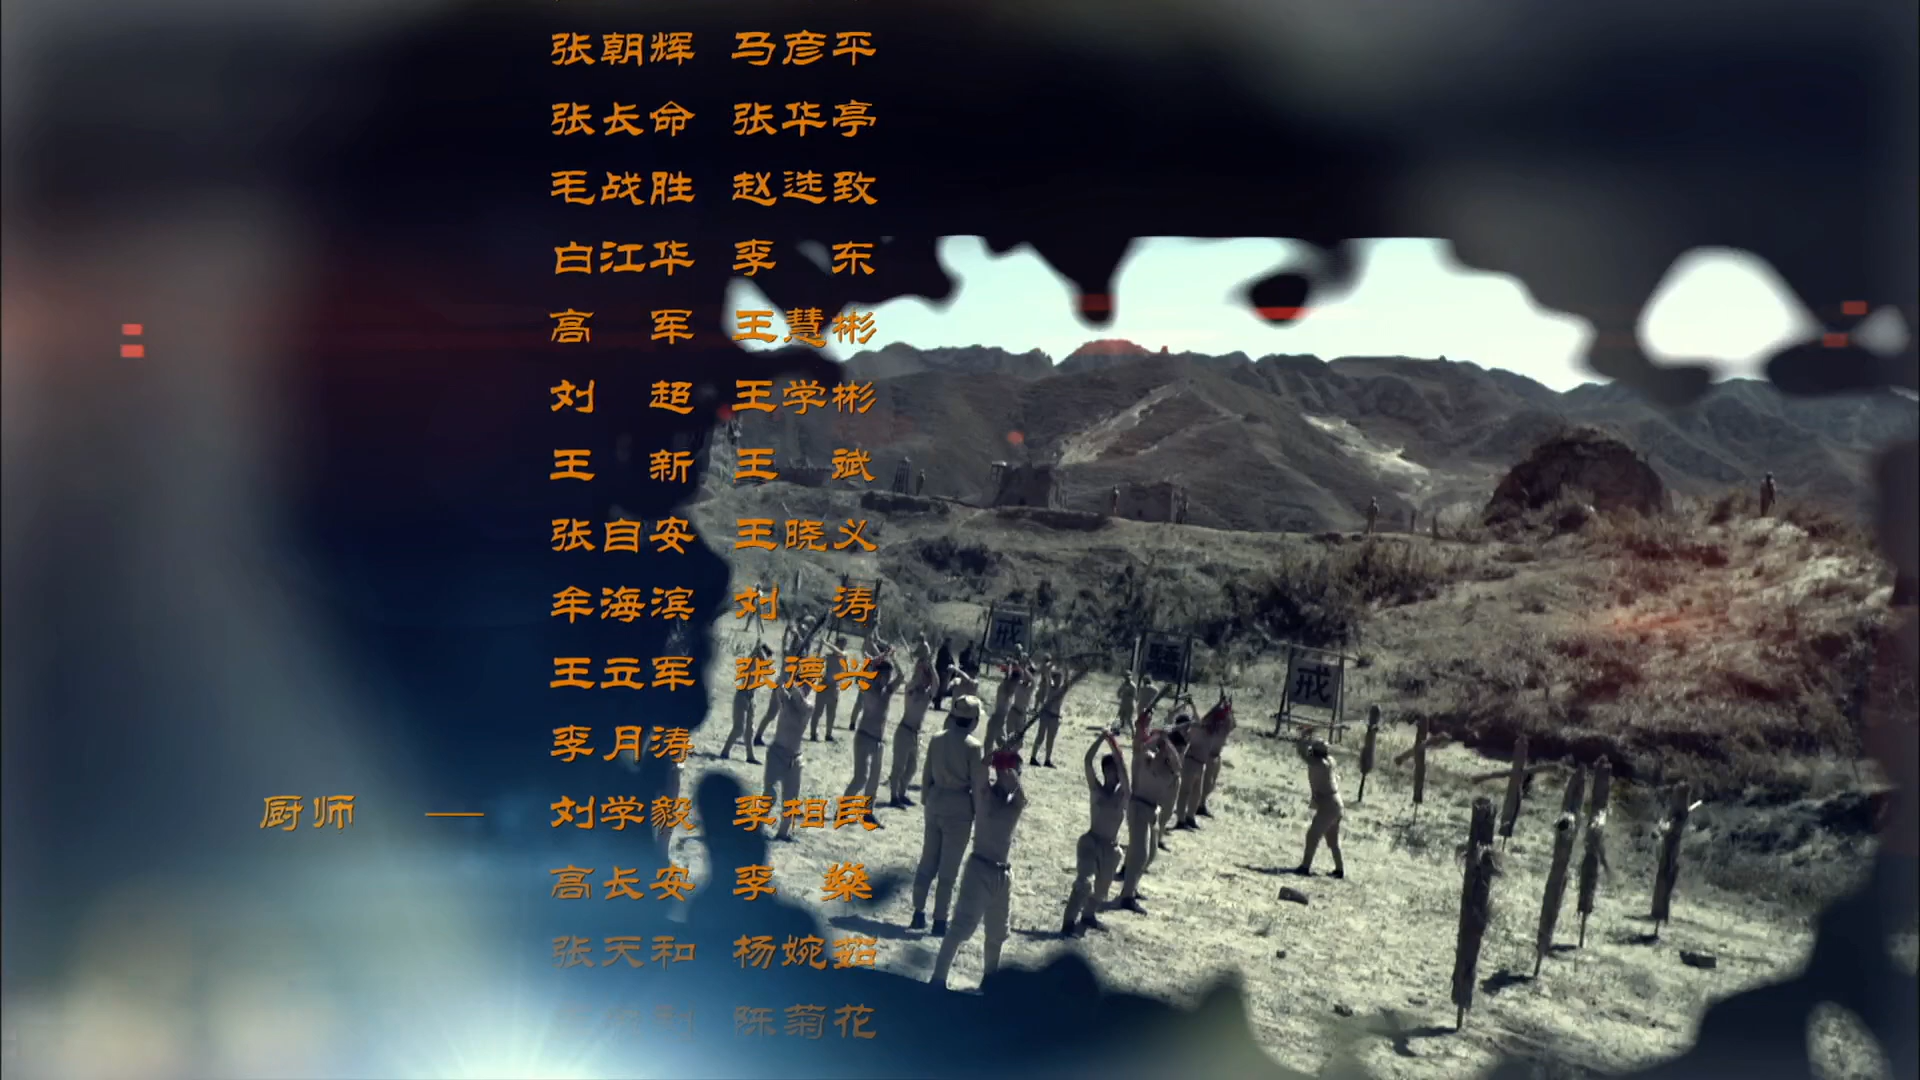 张朝辉 马彦平
张长命 张华亭
毛战胜 赵选致
白江华 李 东
高 军 王慧彬
刘 超 王学彬
王 新 王 斌
张自安 王晓义
牟海滨 刘 涛
王立军 张德兴
李月涛
厨师 —— 刘学毅 李相民
高长安 李 燊
张天和 杨婉茹
陈菊花
戒
骄
戒